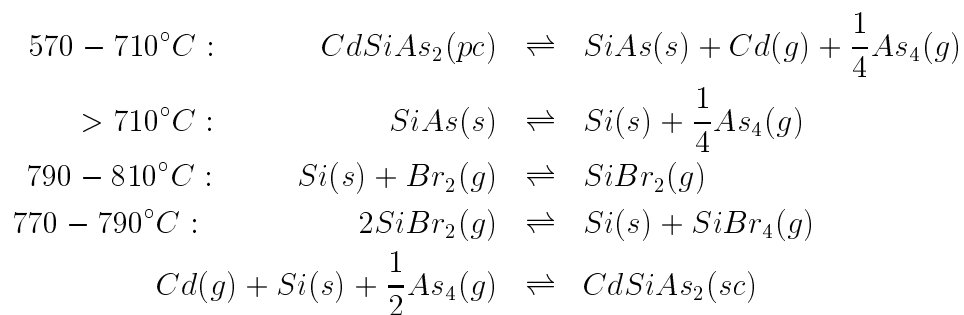 570 – 710°C : CdSiAs₂(pc) ⇌ SiAs(s) + Cd(g) + 1/4 As₄(g)
> 710°C : SiAs(s) ⇌ Si(s) + 1/4 As₄(g)
790 – 810°C : Si(s) + Br₂(g) ⇌ SiBr₂(g)
770 – 790°C : 2SiBr₂(g) ⇌ Si(s) + SiBr₄(g)
Cd(g) + Si(s) + 1/2 As₄(g) ⇌ CdSiAs₂(sc)